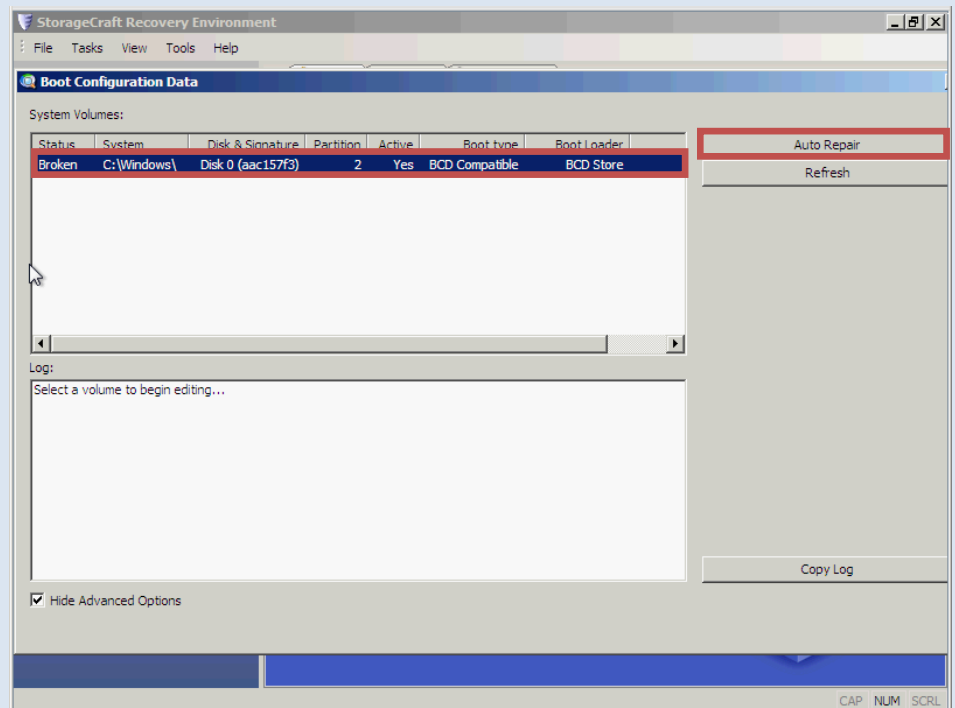 StorageCraft Recovery Environment
File Tasks View Tools Help
Boot Configuration Data
System Volumes:
Status System Disk & Signature Partition Active Boot type Boot Loader
Broken C:\Windows\ Disk 0 (aac157f3) 2 Yes BCD Compatible BCD Store
Auto Repair
Refresh
Log:
Select a volume to begin editing...
Copy Log
Hide Advanced Options
CAP NUM SCRL